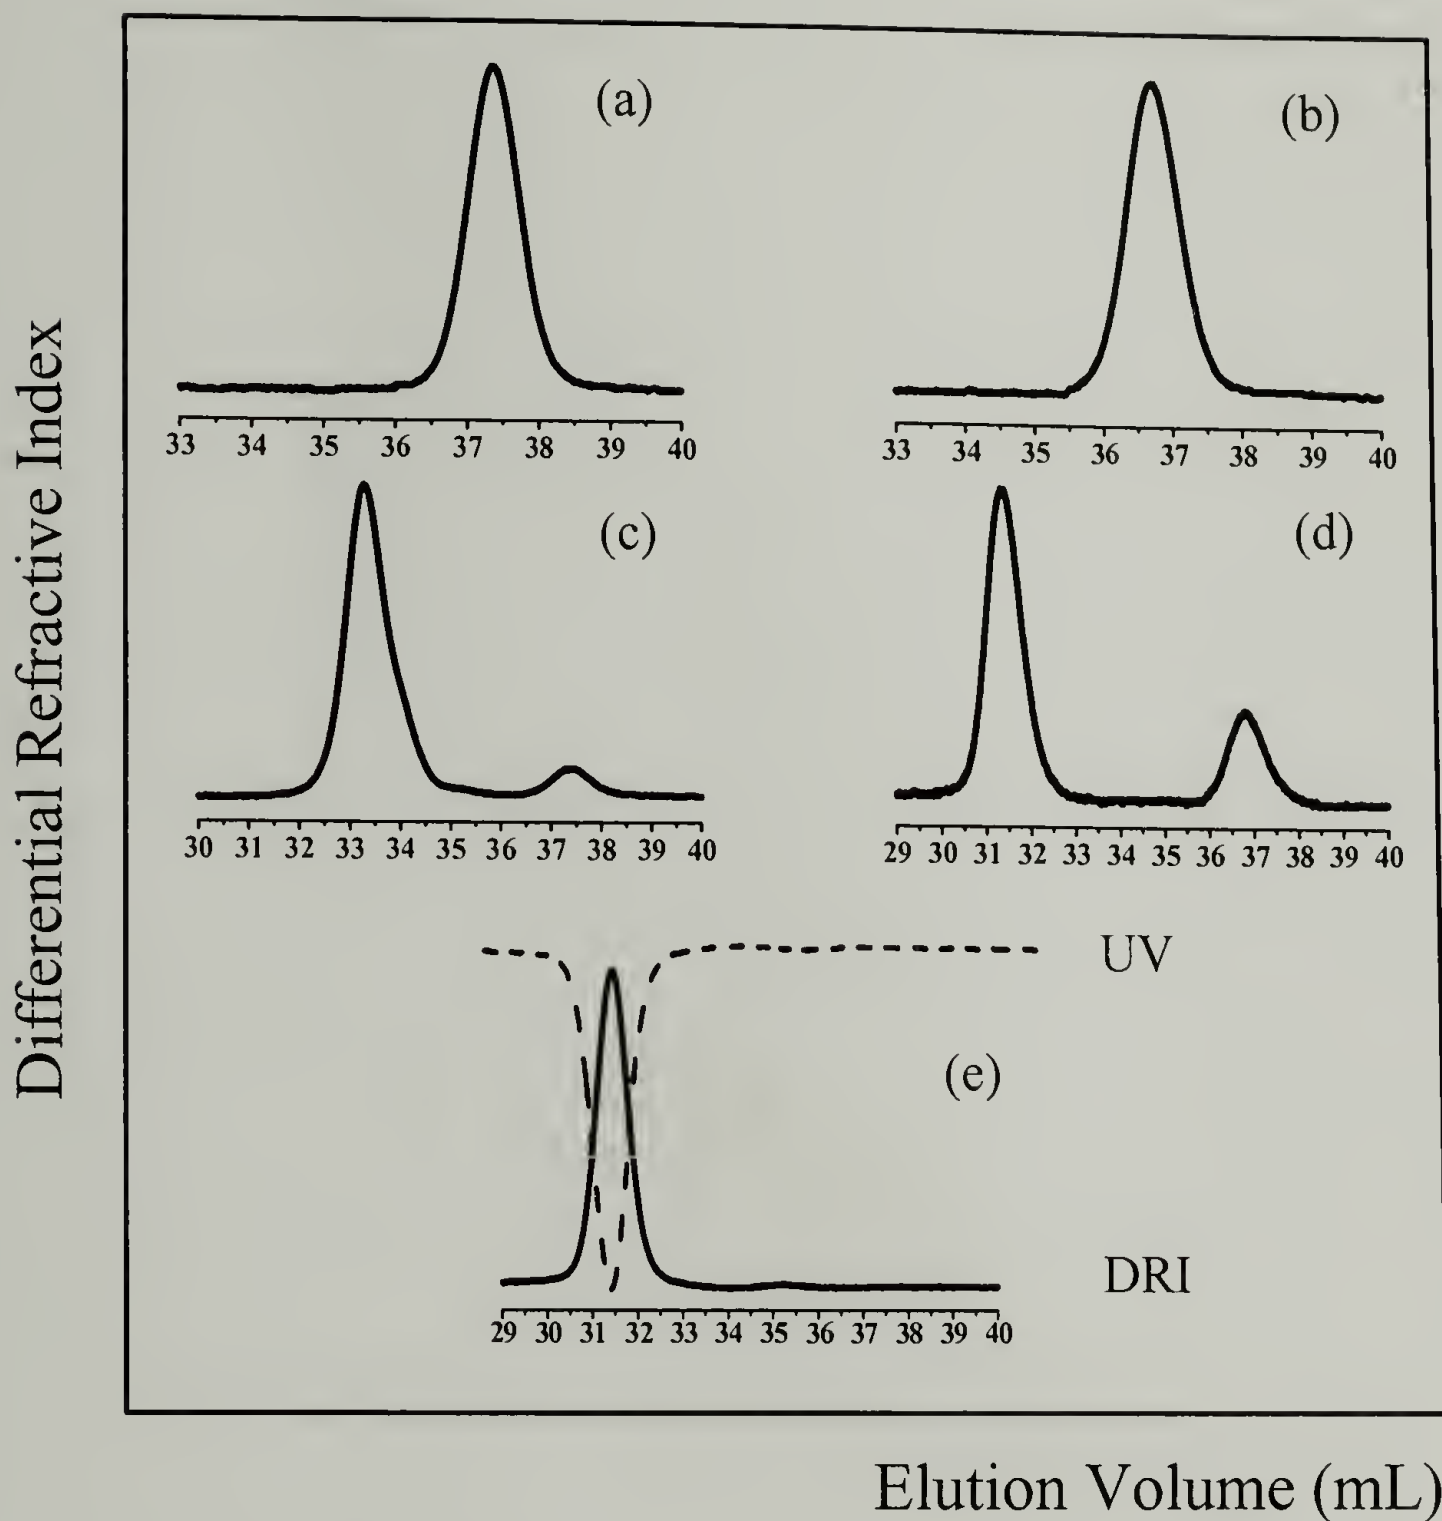 Differential Refractive Index
(a)
(b)
33 34 35 36 37 38 39 40
33 34 35 36 37 38 39 40
(c)
(d)
30 31 32 33 34 35 36 37 38 39 40
29 30 31 32 33 34 35 36 37 38 39 40
UV
(e)
DRI
29 30 31 32 33 34 35 36 37 38 39 40
Elution Volume (mL)